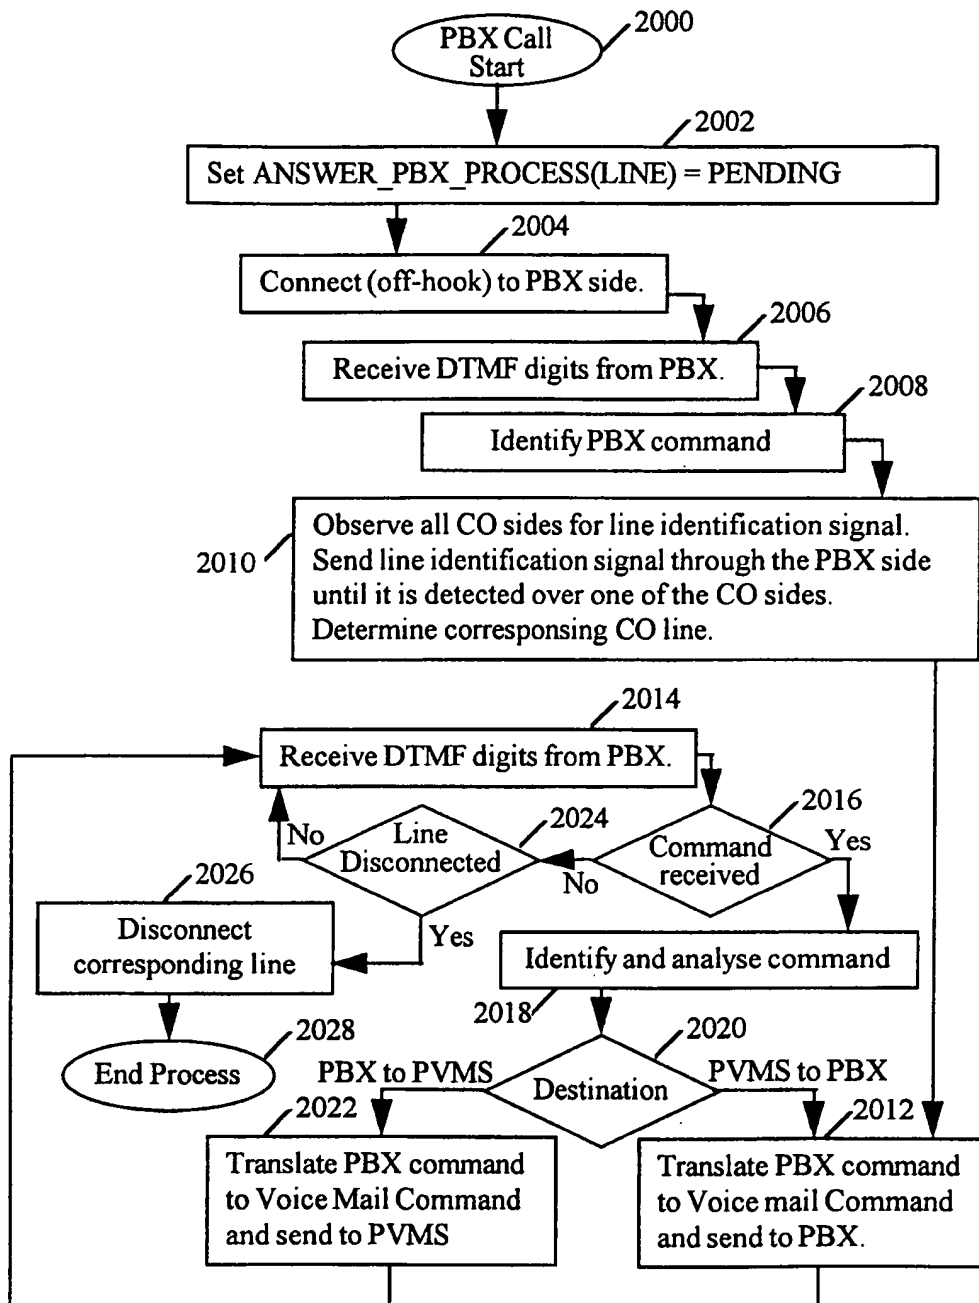 PBX Call
Start
2000
2002
Set ANSWER_PBX_PROCESS(LINE) = PENDING
2004
Connect (off-hook) to PBX side.
2006
Receive DTMF digits from PBX.
2008
Identify PBX command
2010
Observe all CO sides for line identification signal.
Send line identification signal through the PBX side
until it is detected over one of the CO sides.
Determine corresponsing CO line.
2014
Receive DTMF digits from PBX.
2016
Command
received
Yes
No
2024
Line
Disconnected
No
Yes
2026
Disconnect
corresponding line
2028
End Process
Identify and analyse command
2018
2020
Destination
PBX to PVMS
PVMS to PBX
2022
Translate PBX command
to Voice Mail Command
and send to PVMS
2012
Translate PBX command
to Voice mail Command
and send to PBX.